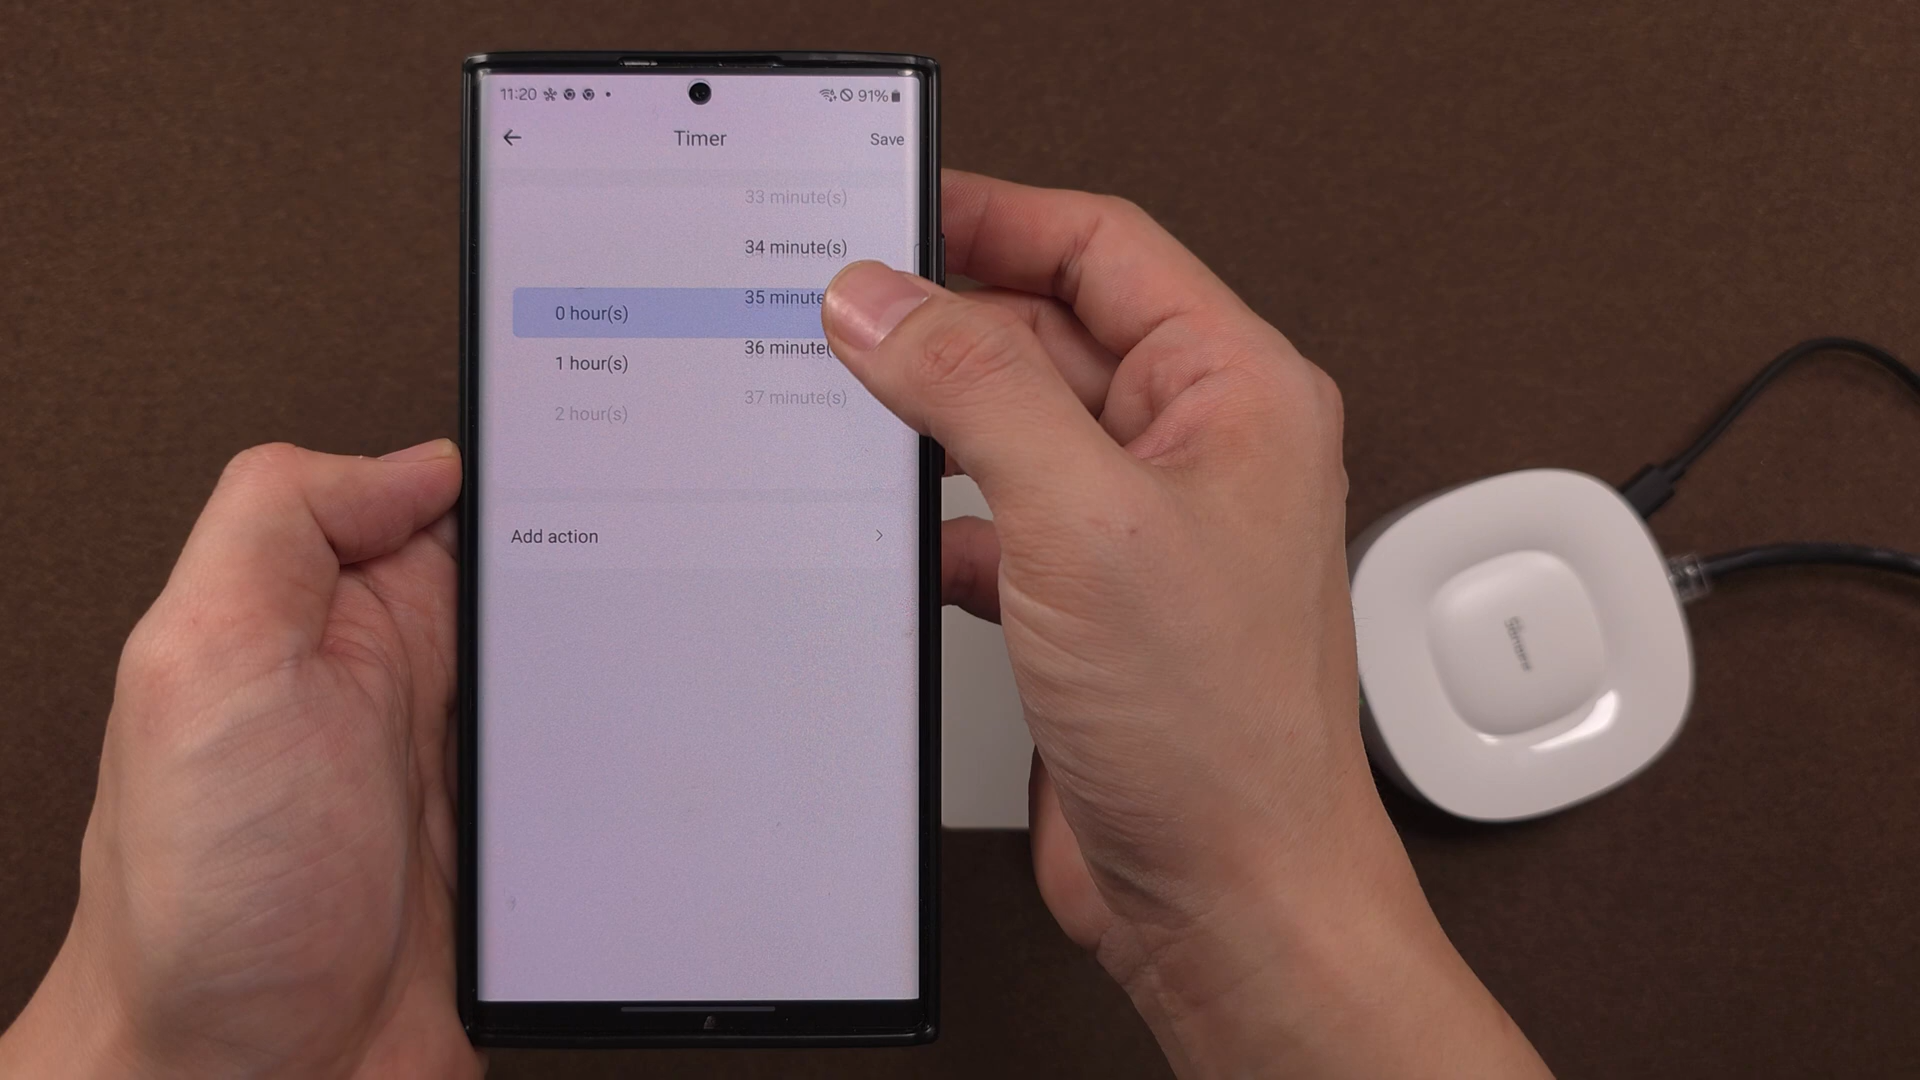 11:20
91%
Timer
Save
33 minute(s)
34 minute(s)
0 hour(s)
35 minute
1 hour(s)
36 minute(
2 hour(s)
37 minute(s)
Add action